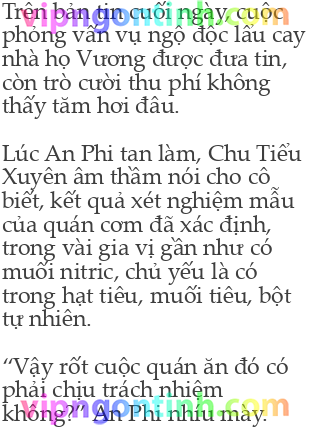 Trên bản tin cuối ngày, cuộc
phỏng vấn vụ ngộ độc lẩu cay
nhà họ Vương được đưa tin,
còn trò cười thu phí không
thấy tăm hơi đâu.
Lúc An Phi tan làm, Chu Tiểu
Xuyên âm thầm nói cho cô
biết, kết quả xét nghiệm mẫu
của quán cơm đã xác định,
trong vài gia vị gần như có
muối nitric, chủ yếu là có
trong hạt tiêu, muối tiêu, bột
tự nhiên.
“Vậy rốt cuộc quán ăn đó có
phải chịu trách nhiệm
không?” An Phi nhíu mày.
vipngontinh.com
vipngontinh.com